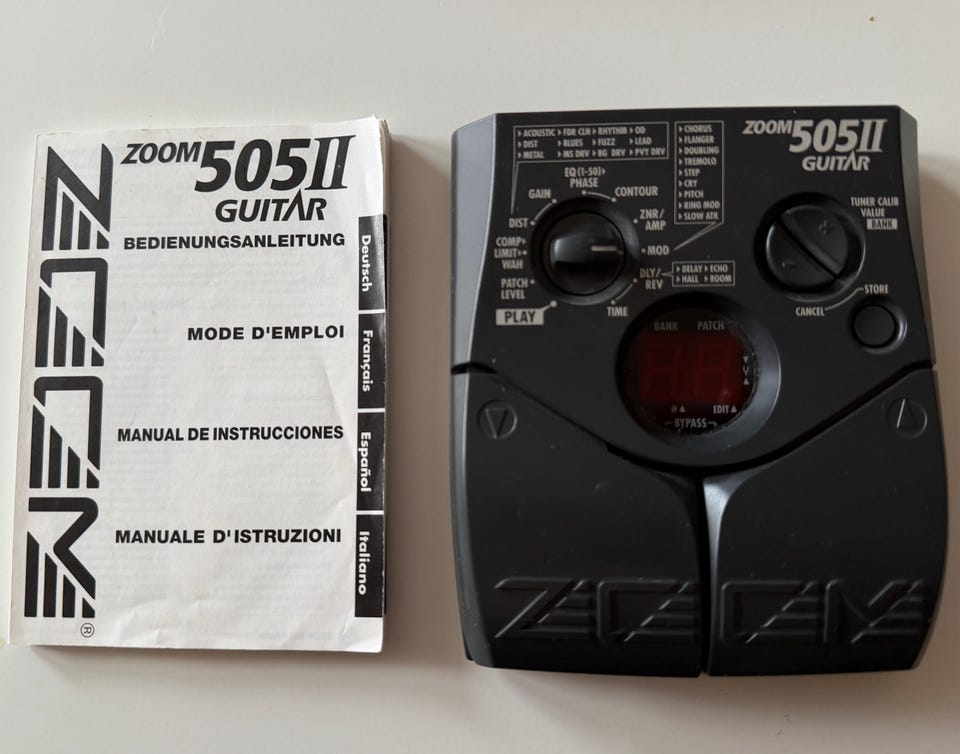 ZOOM
®
ZOOM 505II
GUITAR
BEDIENUNGSANLEITUNG
MODE D'EMPLOI
MANUAL DE INSTRUCCIONES
MANUALE D'ISTRUZIONI
Deutsch
Français
Español
Italiano
ACOUSTIC FDR CLN RHYTHM OD
DIST BLUES FUZZ LEAD
METAL MS DRV BG DRV PVY DRV
CHORUS
FLANGER
DOUBLING
TREMOLO
STEP
CRY
PITCH
RING MOD
SLOW ATK
ZOOM 505II
GUITAR
EQ (1-50)
PHASE
GAIN
CONTOUR
DIST
ZNR/
AMP
COMP
LIMIT
WAH
MOD
PATCH
LEVEL
DLY/
REV
DELAY ECHO
HALL ROOM
PLAY
TIME
TUNER CALIB
VALUE
BANK
+
-
STORE
CANCEL
BANK PATCH
# EDIT
BYPASS
ZOOM